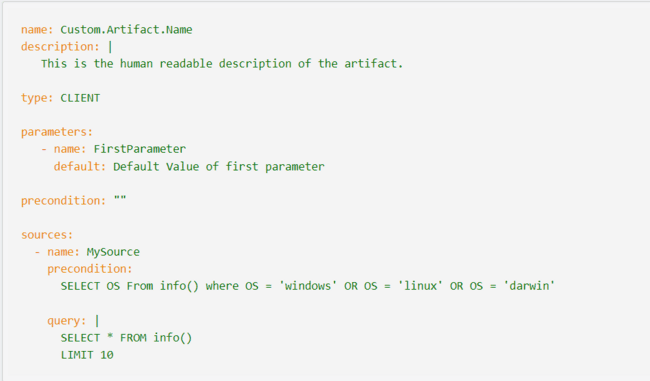 name: Custom.Artifact.Name
description: |
This is the human readable description of the artifact.
type: CLIENT
parameters:
- name: FirstParameter
default: Default Value of first parameter
precondition: ""
sources:
- name: MySource
precondition:
SELECT OS From info() where OS = 'windows' OR OS = 'linux' OR OS = 'darwin'
query: |
SELECT * FROM info()
LIMIT 10